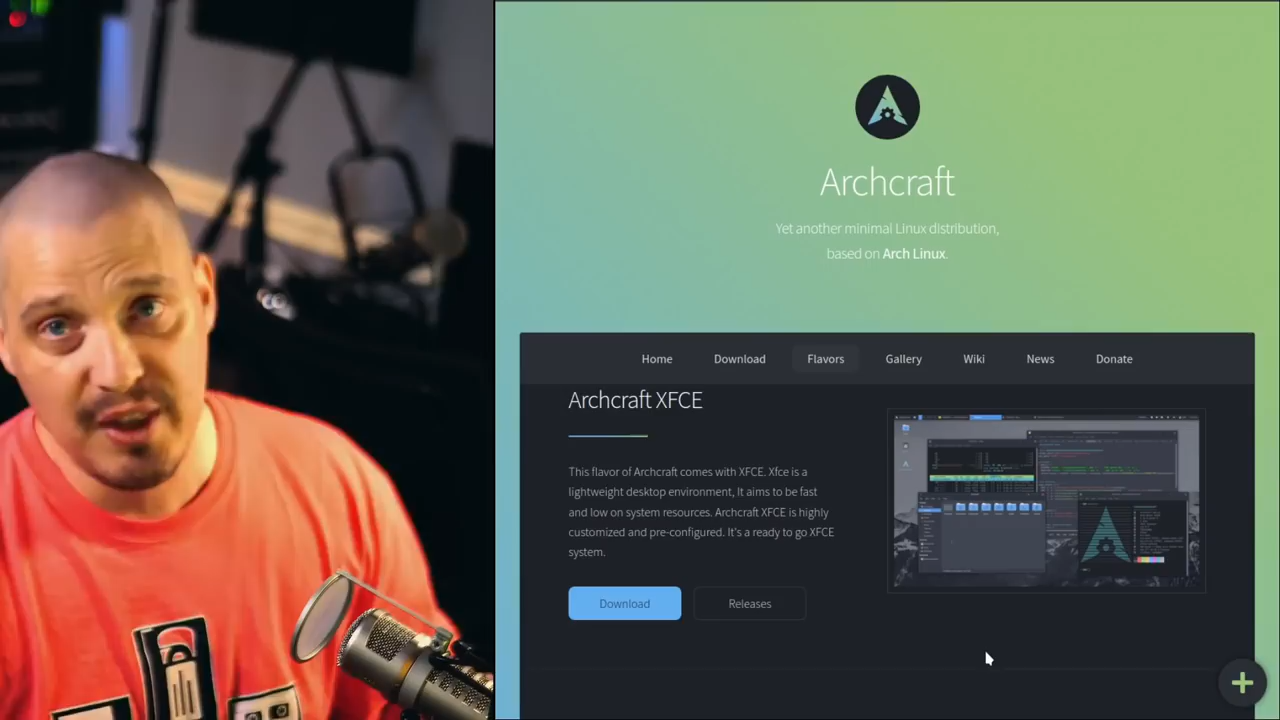 Archcraft
Yet another minimal Linux distribution,
based on Arch Linux.
Home Download Flavors Gallery Wiki News Donate
Archcraft XFCE
This flavor of Archcraft comes with XFCE. Xfce is a
lightweight desktop environment, It aims to be fast
and low on system resources. Archcraft XFCE is highly
customized and pre-configured. It's a ready to go XFCE
system.
Download Releases